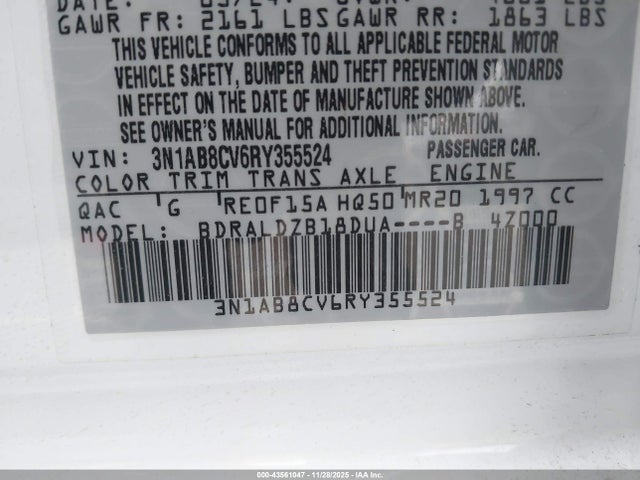 GAWR FR: 2161 LBS GAWR RR: 1863 LBS
THIS VEHICLE CONFORMS TO ALL APPLICABLE FEDERAL MOTOR
VEHICLE SAFETY, BUMPER AND THEFT PREVENTION STANDARDS
IN EFFECT ON THE DATE OF MANUFACTURE SHOWN ABOVE.
SEE OWNER'S MANUAL FOR ADDITIONAL INFORMATION.
VIN: 3N1AB8CV6RY355524 PASSENGER CAR.
COLOR TRIM TRANS AXLE ENGINE
QAC G RE0F15A HQ50 MR20 1997 CC
MODEL: BDRALDZB18DUA----B 4Z000
3N1AB8CV6RY355524
000-43561047 - 11/28/2025 - IAAI.com